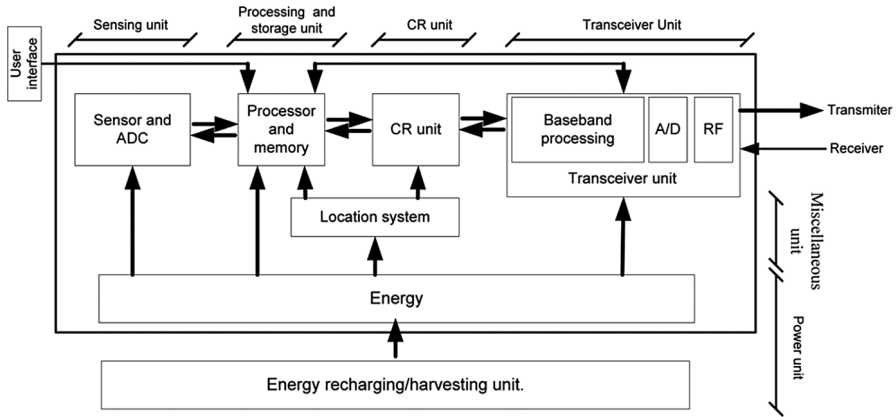 Sensing unit
Processing and
storage unit
CR unit
Transceiver Unit
User
interface
Sensor and
ADC
Processor
and
memory
CR unit
Baseband
processing
A/D
RF
Transceiver unit
Transmiter
Receiver
Location system
Miscellaneous
unit
Energy
Power unit
Energy recharging/harvesting unit.